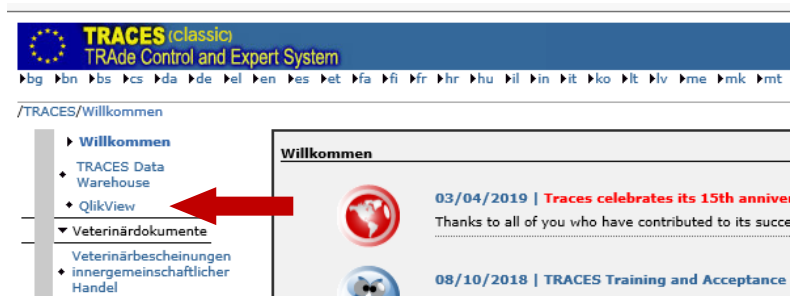 TRACES (classic)
TRAde Control and Expert System
bg bn bs cs da de el en es et fa fi fr hr hu il in it ko lt lv me mk mt
/TRACES/Willkommen
Willkommen
TRACES Data
Warehouse
QlikView
Veterinärdokumente
Veterinärbescheinungen
innergemeinschaftlicher
Handel
Willkommen
03/04/2019 | Traces celebrates its 15th anniver
Thanks to all of you who have contributed to its succe
08/10/2018 | TRACES Training and Acceptance